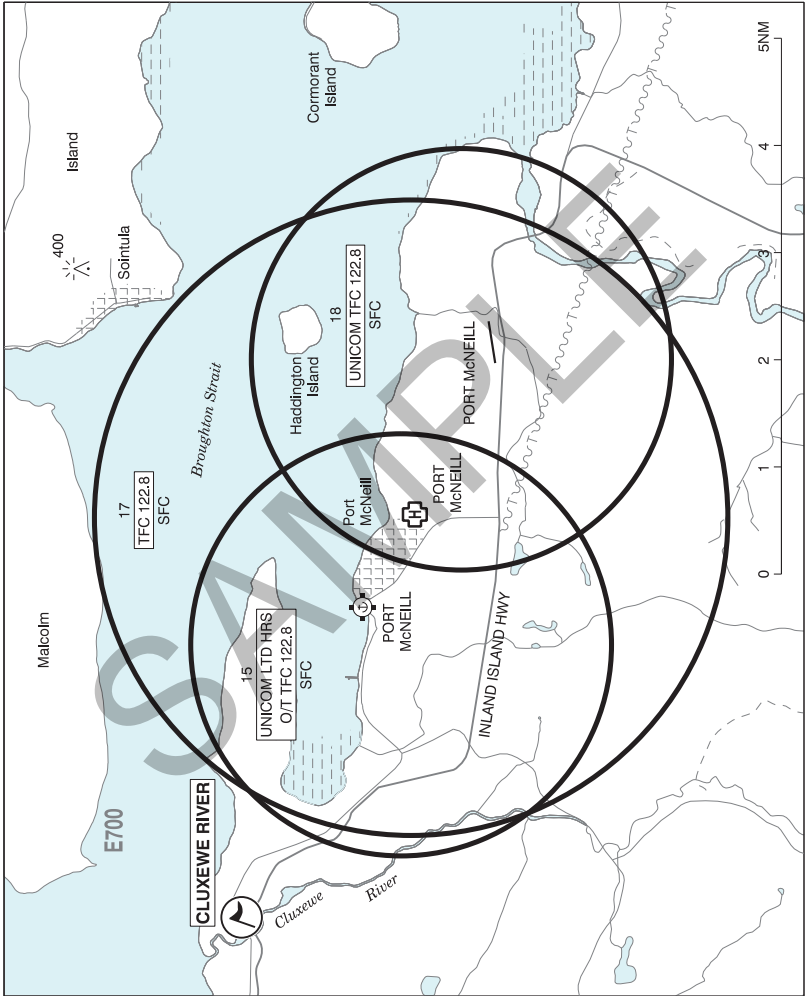 Malcolm
Island
400
Sointula
Cormorant
Island
E700
17
TFC 122.8
SFC
Broughton Strait
Haddington
Island
18
UNICOM TFC 122.8
SFC
15
UNICOM LTD HRS
O/T TFC 122.8
SFC
CLUXEWE RIVER
Cluxewe
River
Port
McNeill
PORT
McNEILL
H
PORT
McNEILL
PORT McNEILL
INLAND ISLAND HWY
T
T
T
T
T
T
T
0
1
2
3
4
5NM
SAMPLE